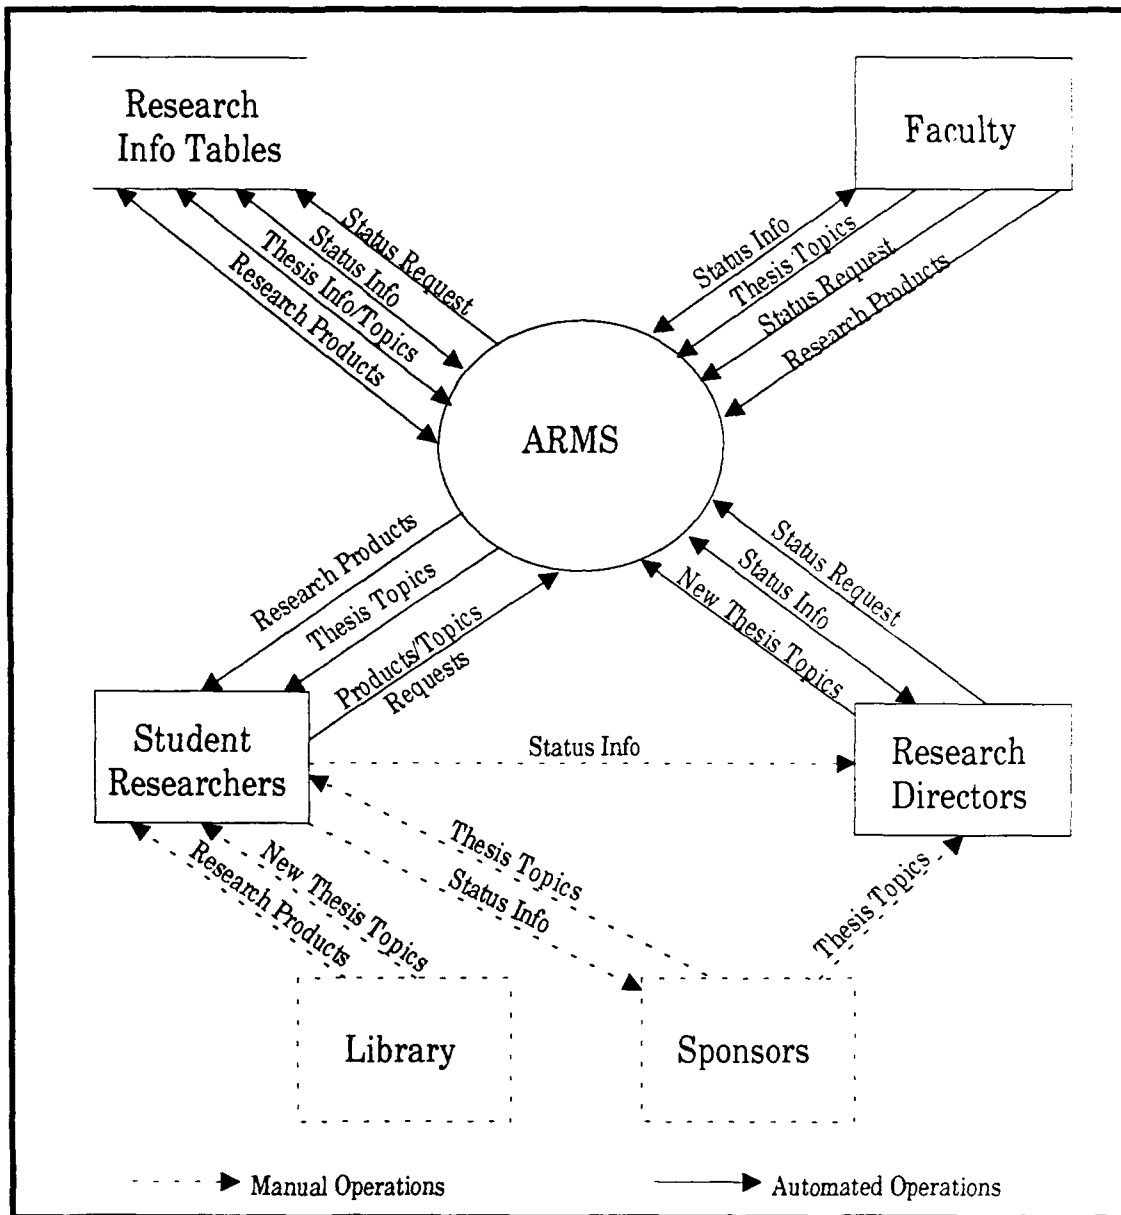 Research
Info Tables
Faculty
Status Request
Status Info
Thesis Info/Topics
Research Products
Status Info
Thesis Topics
Status Request
Research Products
ARMS
Research Products
Thesis Topics
Products/Topics
Requests
Status Request
Status Info
New Thesis Topics
Student
Researchers
Status Info
Research
Directors
Thesis Topics
Status Info
New Thesis Topics
Research Products
Thesis Topics
Library
Sponsors
Manual Operations
Automated Operations